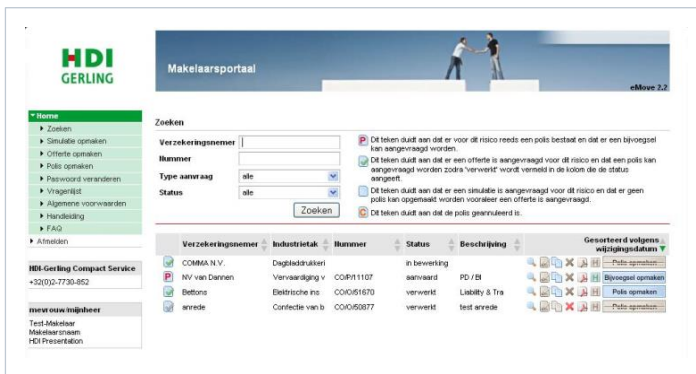 HDI
GERLING
Makelaarsportaal
eMove 2.2
Home
Zoeken
Simulatie opmaken
Offerte opmaken
Polis opmaken
Paswoord veranderen
Vragenlijst
Algemene voorwaarden
Handleiding
FAQ
Afmelden
HDI-Gerling Compact Service
+32(0)2-7730-852
mevrouw/mijnheer
Test-Makelaar
Makelaarsnaam
HDI Presentation
Zoeken
Verzekeringsnemer
Nummer
Type aanvraag alle
Status alle
Zoeken
P Dit teken duidt aan dat er voor dit risico reeds een polis bestaat en dat er een bijvoegsel
kan aangevraagd worden.
Dit teken duidt aan dat er een offerte is aangevraagd voor dit risico en dat een polis kan
aangevraagd worden zodra 'verwerkt' wordt vermeld in de kolom die de status
aangeeft.
Dit teken duidt aan dat er een simulatie is aangevraagd voor dit risico en dat er geen
polis kan opgemaakt worden vooraleer een offerte is aangevraagd.
C Dit teken duidt aan dat de polis geannuleerd is.
Verzekeringsnemer Industrietak Nummer Status Beschrijving Gesorteerd volgens
wijzigingsdatum
COMMA N.V. Dagbladdrukkeri in bewerking H Polis opmaken
P NV van Dannen Vervaardiging v CO/P/11107 aanvaard PD / BI H Bijvoegsel opmaken
Bettons Elektrische ins CO/O/51670 verwerkt Liability & Tra H Polis opmaken
anrede Confectie van b CO/O/50877 verwerkt test anrede H Polis opmaken